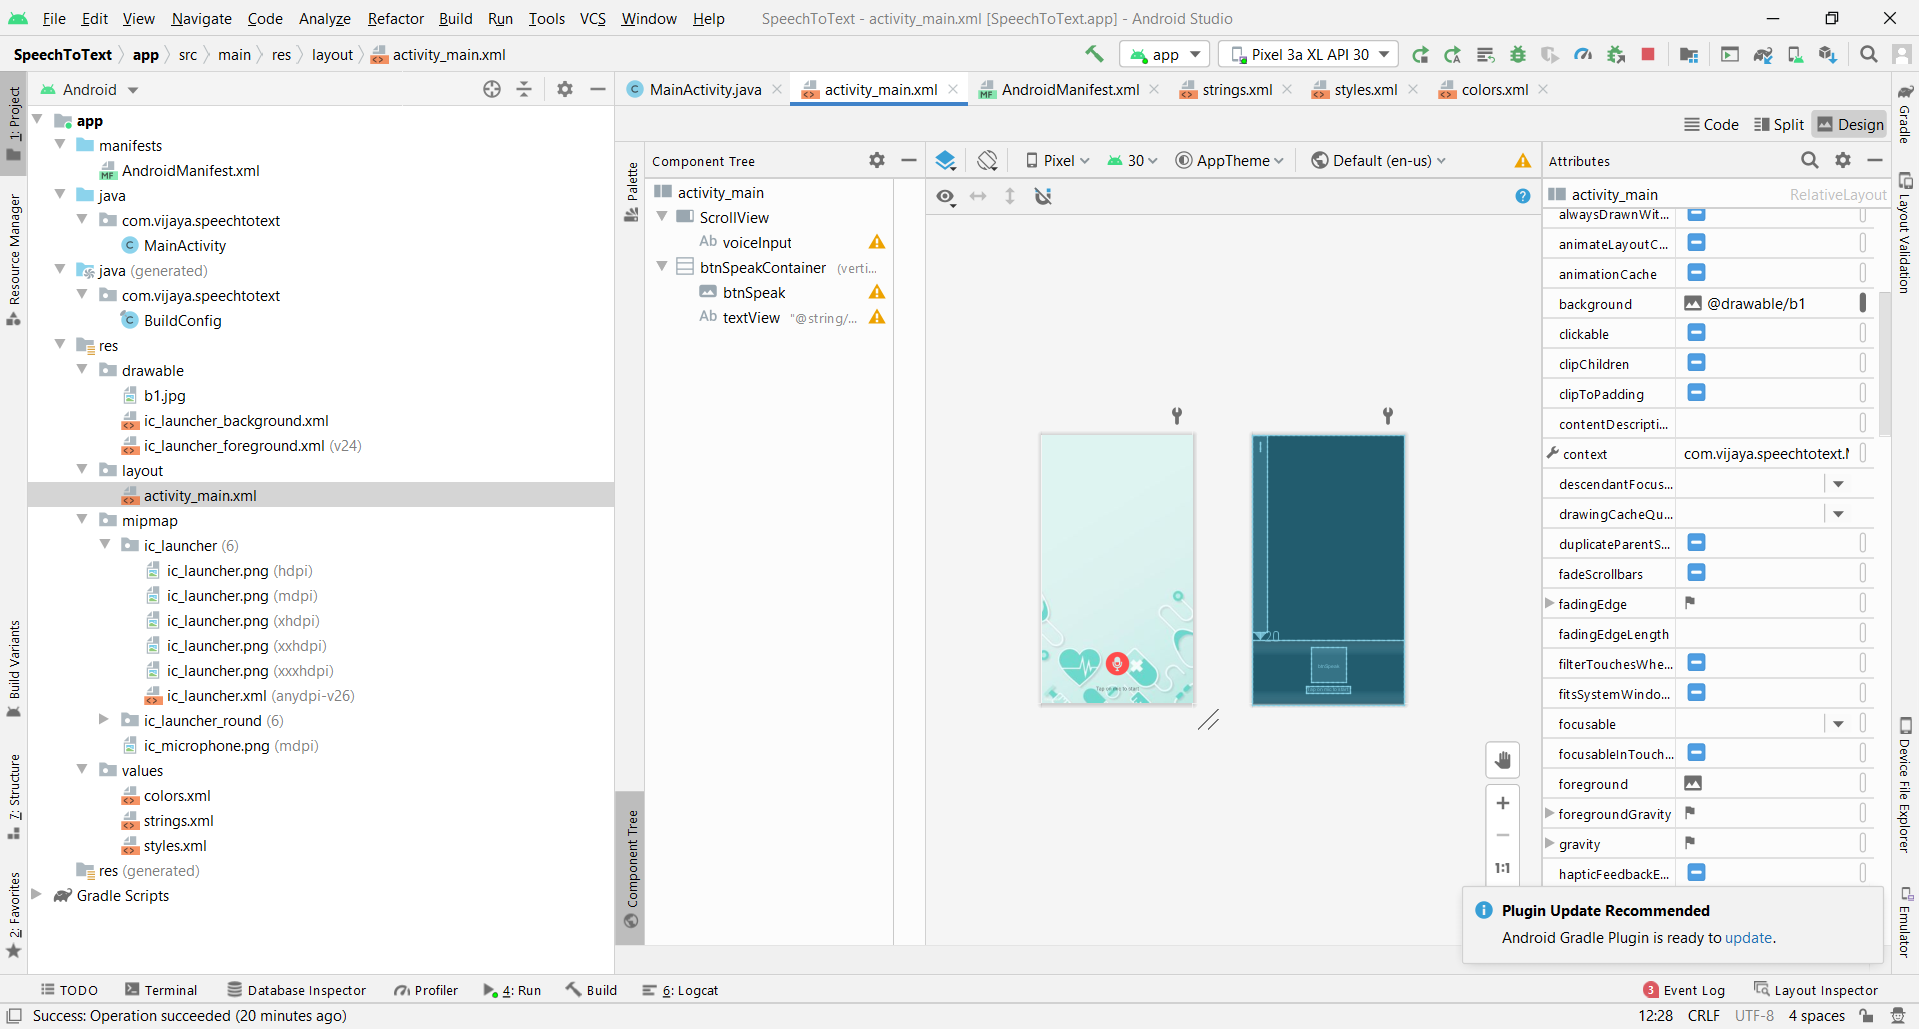 File Edit View Navigate Code Analyze Refactor Build Run Tools VCS Window Help SpeechToText - activity_main.xml [SpeechToText.app] - Android Studio
SpeechToText app src main res layout activity_main.xml app Pixel 3a XL API 30
Android
MainActivity.java activity_main.xml AndroidManifest.xml strings.xml styles.xml colors.xml
Code Split Design
1: Project
Resource Manager
Build Variants
7: Structure
2: Favorites
app
manifests
AndroidManifest.xml
java
com.vijaya.speechtotext
MainActivity
java (generated)
com.vijaya.speechtotext
BuildConfig
res
drawable
b1.jpg
ic_launcher_background.xml
ic_launcher_foreground.xml (v24)
layout
activity_main.xml
mipmap
ic_launcher (6)
ic_launcher.png (hdpi)
ic_launcher.png (mdpi)
ic_launcher.png (xhdpi)
ic_launcher.png (xxhdpi)
ic_launcher.png (xxxhdpi)
ic_launcher.xml (anydpi-v26)
ic_launcher_round (6)
ic_microphone.png (mdpi)
values
colors.xml
strings.xml
styles.xml
res (generated)
Gradle Scripts
Palette
Component Tree
Component Tree
activity_main
ScrollView
Ab voiceInput
btnSpeakContainer (verti...
btnSpeak
Ab textView "@string/...
Pixel 30 AppTheme Default (en-us)
20
btnSpeak
Tap on mic to start
1:1
Attributes
activity_main RelativeLayout
alwaysDrawnWit...
animateLayoutC...
animationCache
background @drawable/b1
clickable
clipChildren
clipToPadding
contentDescripti...
context com.vijaya.speechtotext.M
descendantFocus...
drawingCacheQu...
duplicateParentS...
fadeScrollbars
fadingEdge
fadingEdgeLength
filterTouchesWhe...
fitsSystemWindo...
focusable
focusableInTouch...
foreground
foregroundGravity
gravity
hapticFeedbackE...
Plugin Update Recommended
Android Gradle Plugin is ready to update.
Gradle
Layout Validation
Device File Explorer
Emulator
TODO Terminal Database Inspector Profiler 4: Run Build 6: Logcat 3 Event Log Layout Inspector
Success: Operation succeeded (20 minutes ago) 12:28 CRLF UTF-8 4 spaces